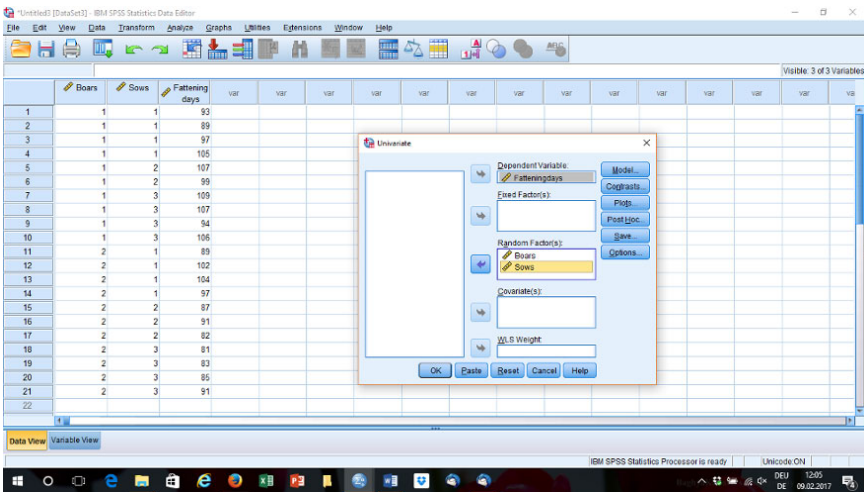 *Untitled3 [DataSet3] - IBM SPSS Statistics Data Editor
File Edit View Data Transform Analyze Graphs Utilities Extensions Window Help
Visible: 3 of 3 Variables
Boars Sows Fattening days var var var var var var var var var var var var var va
1 1 1 93
2 1 1 89
3 1 1 97
4 1 1 105
5 1 2 107
6 1 2 99
7 1 3 109
8 1 3 107
9 1 3 94
10 1 3 106
11 2 1 89
12 2 1 102
13 2 1 104
14 2 1 97
15 2 2 87
16 2 2 91
17 2 2 82
18 2 3 81
19 2 3 83
20 2 3 85
21 2 3 91
22
Univariate
Dependent Variable:
Fatteningdays
Fixed Factor(s):
Random Factor(s):
Boars
Sows
Covariate(s):
WLS Weight:
Model...
Contrasts...
Plots...
Post Hoc...
Save...
Options...
OK Paste Reset Cancel Help
Data View Variable View
IBM SPSS Statistics Processor is ready Unicode:ON
DEU 12:05
DE 09.02.2017